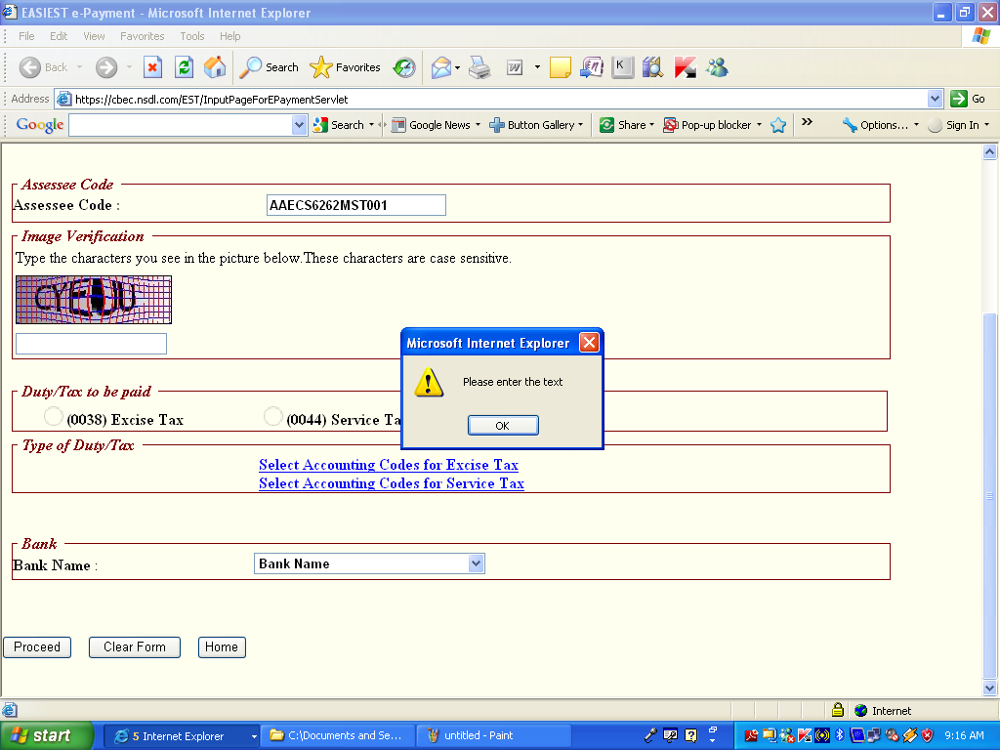 EASIEST e-Payment - Microsoft Internet Explorer
File Edit View Favorites Tools Help
Back Search Favorites
Address https://cbec.nsdl.com/EST/InputPageForEPaymentServlet Go
Google Search Google News Button Gallery Share Pop-up blocker » Options... Sign In
Assessee Code
Assessee Code : AAECS6262MST001
Image Verification
Type the characters you see in the picture below.These characters are case sensitive.
Microsoft Internet Explorer
Please enter the text
OK
Duty/Tax to be paid
(0038) Excise Tax (0044) Service Ta
Type of Duty/Tax
Select Accounting Codes for Excise Tax
Select Accounting Codes for Service Tax
Bank
Bank Name : Bank Name
Proceed Clear Form Home
Internet
start 5 Internet Explorer C:\Documents and Se... untitled - Paint 9:16 AM